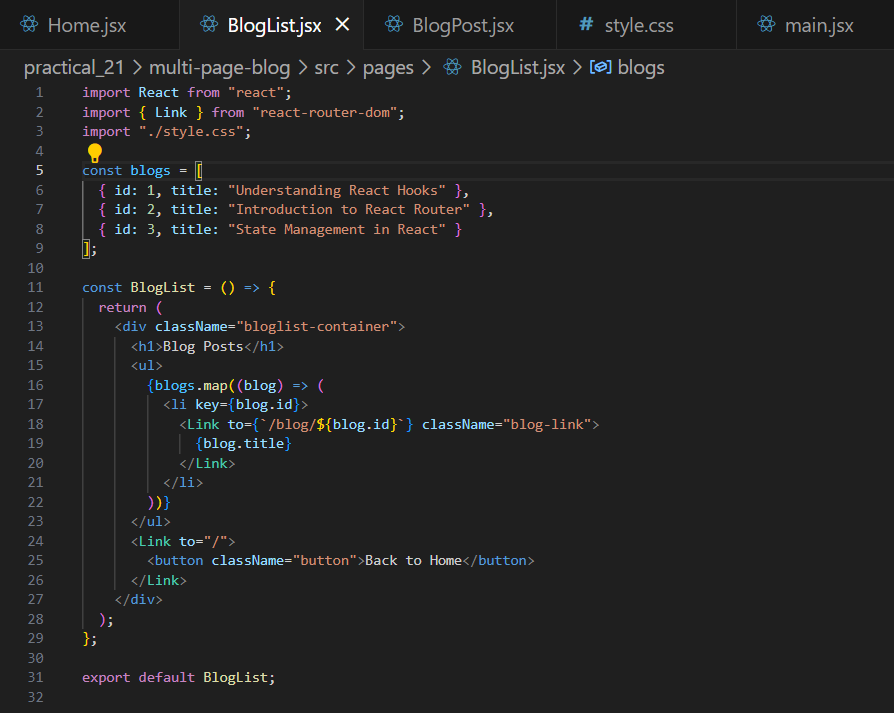 Home.jsx BlogList.jsx BlogPost.jsx # style.css main.jsx
practical_21 > multi-page-blog > src > pages > BlogList.jsx > blogs
1 import React from "react";
2 import { Link } from "react-router-dom";
3 import "./style.css";
4
5 const blogs = [
6   { id: 1, title: "Understanding React Hooks" },
7   { id: 2, title: "Introduction to React Router" },
8   { id: 3, title: "State Management in React" }
9 ];
10
11 const BlogList = () => {
12   return (
13     <div className="bloglist-container">
14       <h1>Blog Posts</h1>
15       <ul>
16         {blogs.map((blog) => (
17           <li key={blog.id}>
18             <Link to={`/blog/${blog.id}`} className="blog-link">
19               {blog.title}
20             </Link>
21           </li>
22         ))}
23       </ul>
24       <Link to="/">
25         <button className="button">Back to Home</button>
26       </Link>
27     </div>
28   );
29 };
30
31 export default BlogList;
32